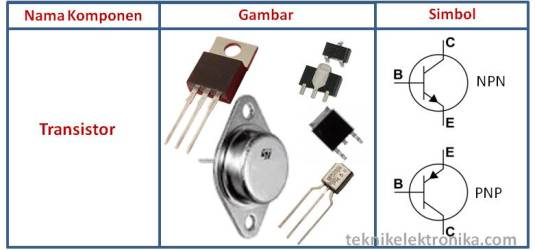 Nama Komponen Gambar Simbol
Transistor
C
B
NPN
E
E
B
PNP
C
teknikelektronika.com